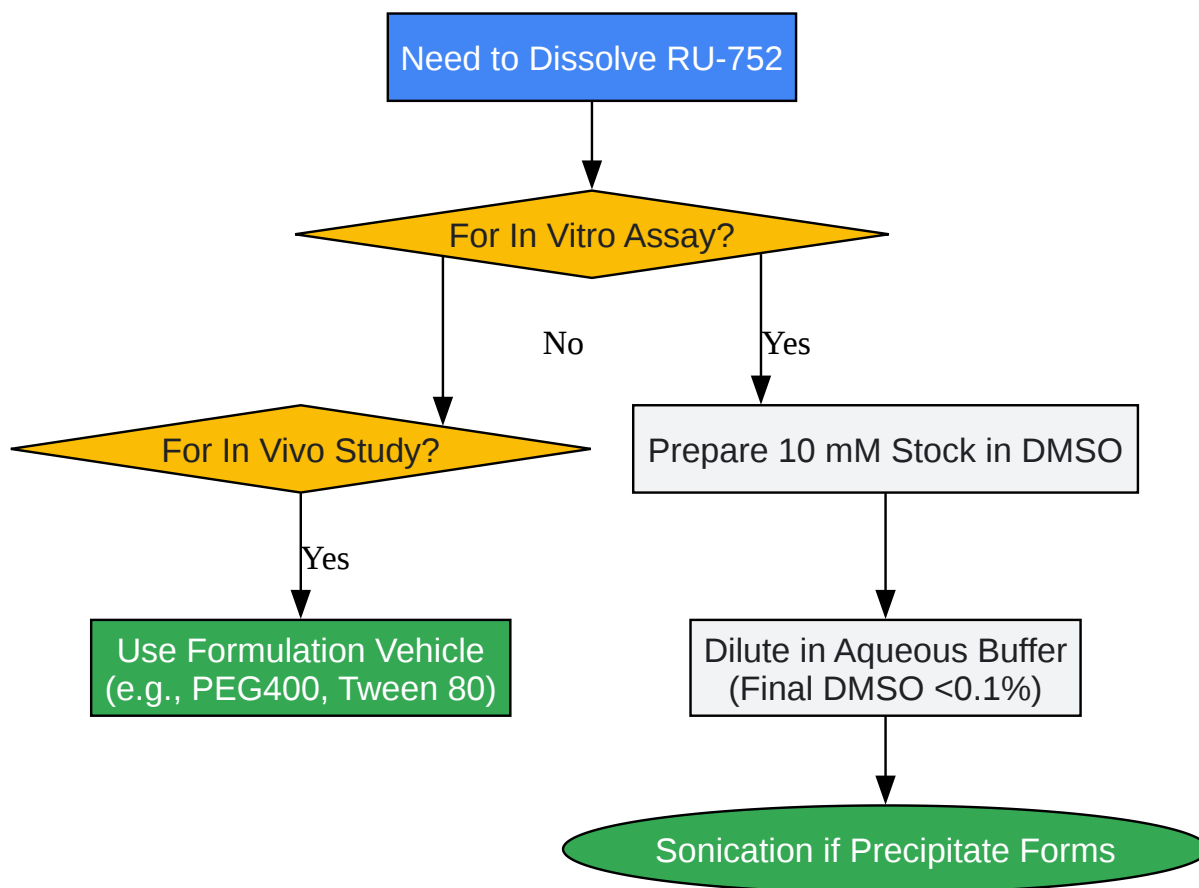 Need to Dissolve RU-752
For In Vitro Assay?
No
Yes
For In Vivo Study?
Prepare 10 mM Stock in DMSO
Yes
Use Formulation Vehicle
(e.g., PEG400, Tween 80)
Dilute in Aqueous Buffer
(Final DMSO <0.1%)
Sonication if Precipitate Forms